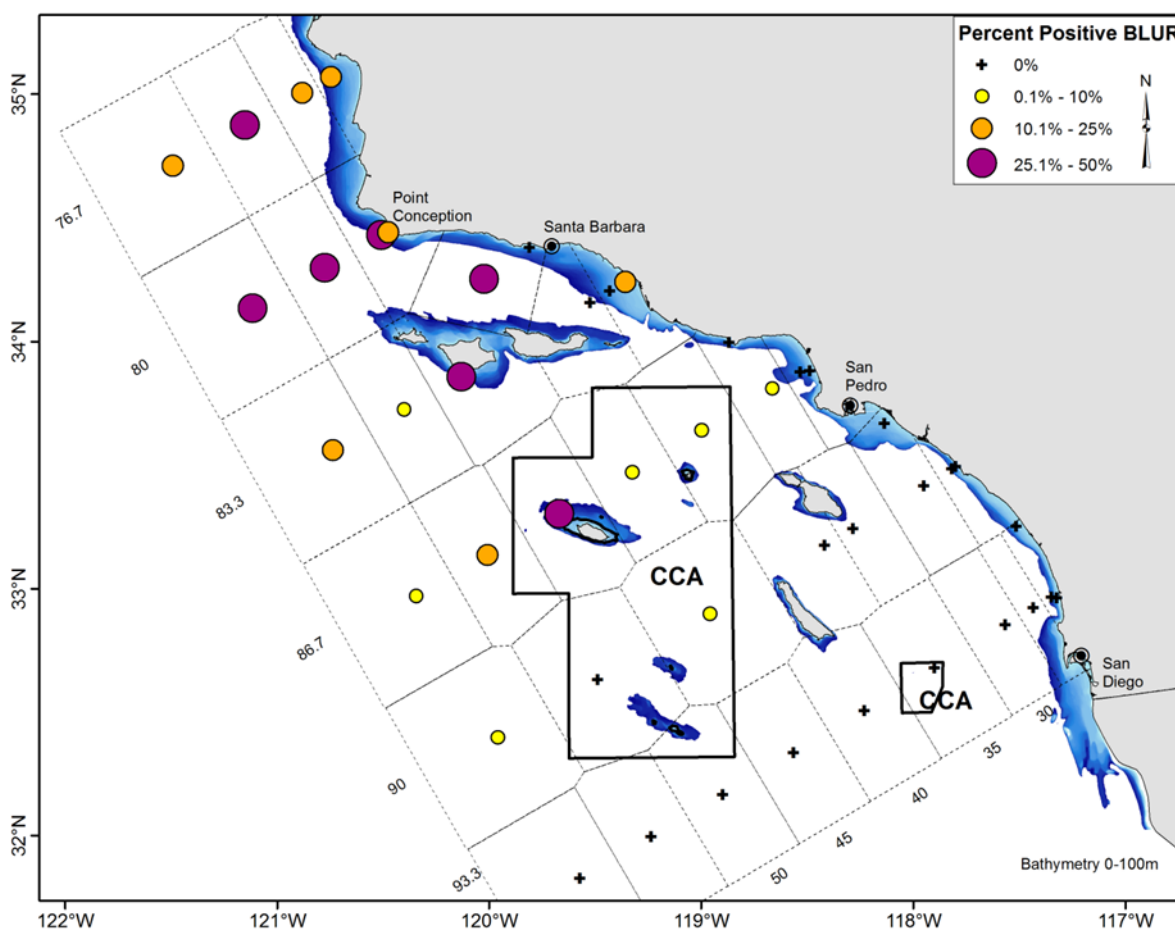 Percent Positive BLUR
0%
0.1% - 10%
10.1% - 25%
25.1% - 50%
N
35°N
34°N
33°N
32°N
Point
Conception
Santa Barbara
San
Pedro
San
Diego
CCA
CCA
76.7
80
83.3
86.7
90
93.3
30
35
40
45
50
Bathymetry 0-100m
122°W
121°W
120°W
119°W
118°W
117°W